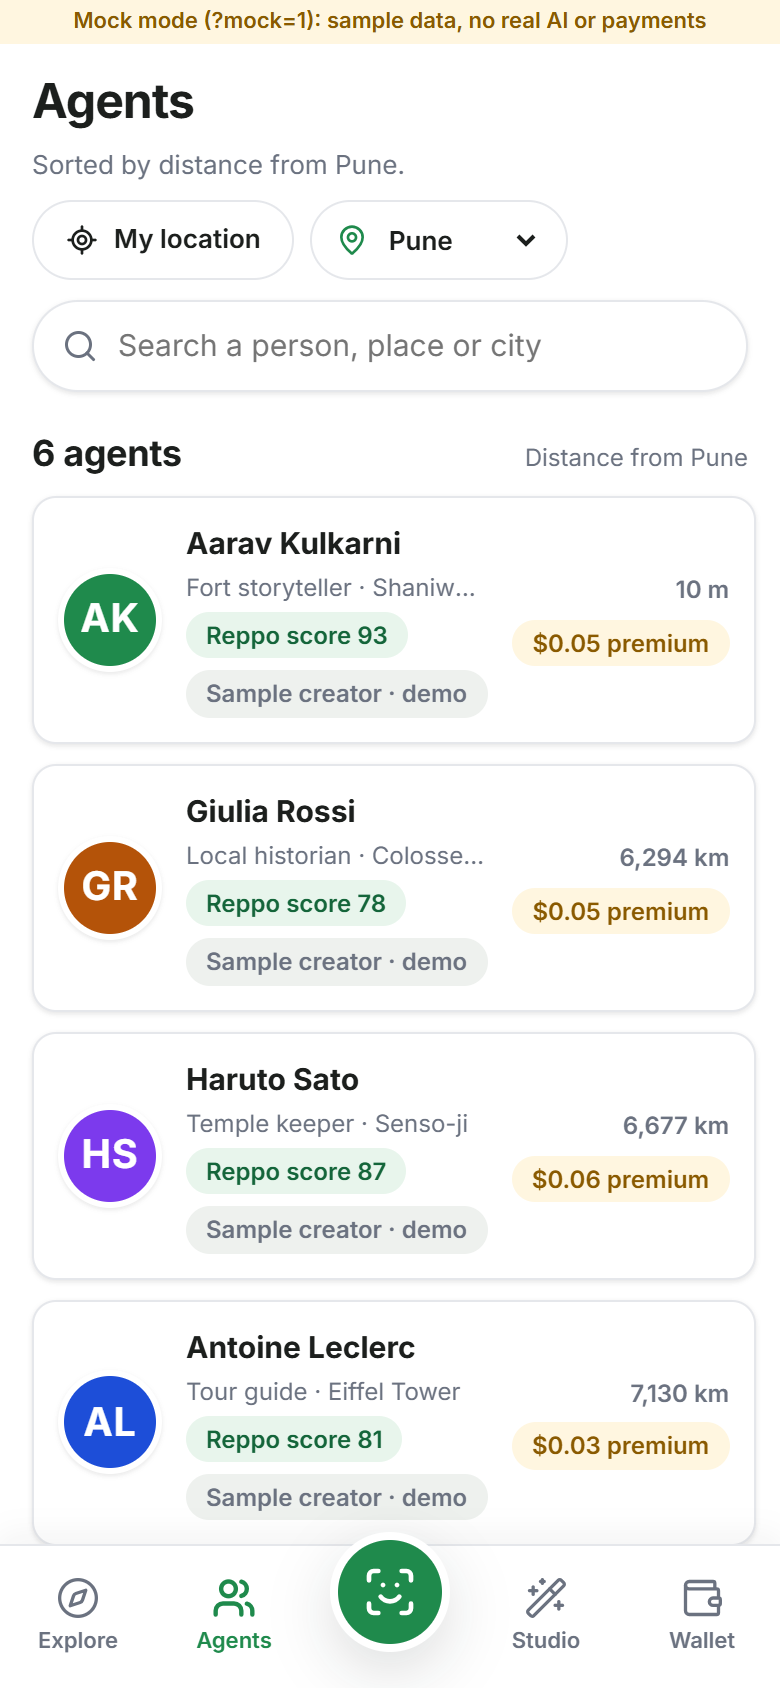 Mock mode (?mock=1): sample data, no real AI or payments
Agents
Sorted by distance from Pune.
My location
Pune
Search a person, place or city
6 agents
Distance from Pune
AK
Aarav Kulkarni
Fort storyteller · Shaniw...
10 m
Reppo score 93
$0.05 premium
Sample creator · demo
GR
Giulia Rossi
Local historian · Colosse...
6,294 km
Reppo score 78
$0.05 premium
Sample creator · demo
HS
Haruto Sato
Temple keeper · Senso-ji
6,677 km
Reppo score 87
$0.06 premium
Sample creator · demo
AL
Antoine Leclerc
Tour guide · Eiffel Tower
7,130 km
Reppo score 81
$0.03 premium
Sample creator · demo
Explore
Agents
Studio
Wallet